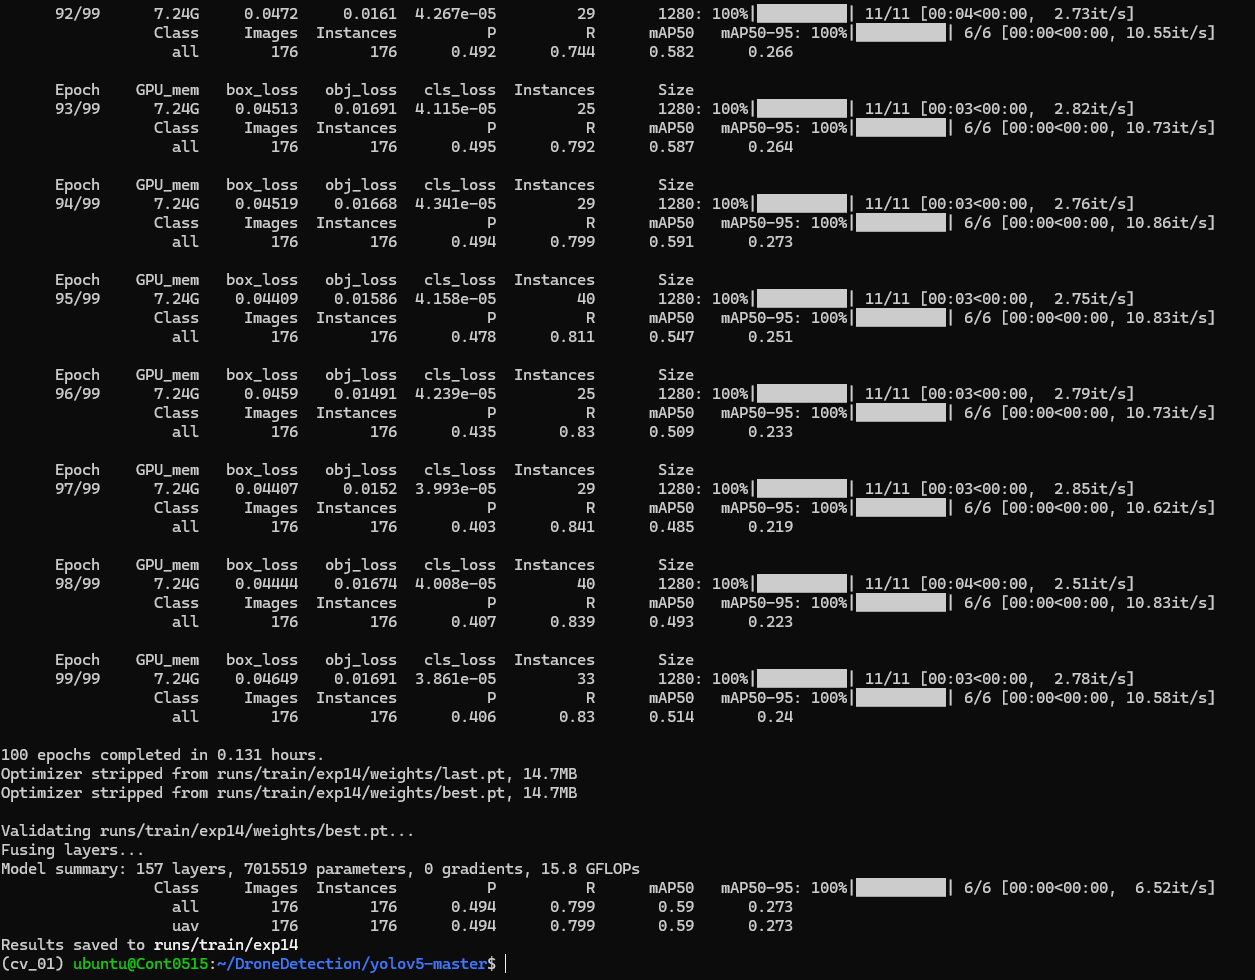 92/99 7.24G 0.0472 0.0161 4.267e-05 29 1280: 100%|██████████| 11/11 [00:04<00:00, 2.73it/s]
Class Images Instances P R mAP50 mAP50-95: 100%|██████████| 6/6 [00:00<00:00, 10.55it/s]
all 176 176 0.492 0.744 0.582 0.266
Epoch GPU_mem box_loss obj_loss cls_loss Instances Size
93/99 7.24G 0.04513 0.01691 4.115e-05 25 1280: 100%|██████████| 11/11 [00:03<00:00, 2.82it/s]
Class Images Instances P R mAP50 mAP50-95: 100%|██████████| 6/6 [00:00<00:00, 10.73it/s]
all 176 176 0.495 0.792 0.587 0.264
Epoch GPU_mem box_loss obj_loss cls_loss Instances Size
94/99 7.24G 0.04519 0.01668 4.341e-05 29 1280: 100%|██████████| 11/11 [00:03<00:00, 2.76it/s]
Class Images Instances P R mAP50 mAP50-95: 100%|██████████| 6/6 [00:00<00:00, 10.86it/s]
all 176 176 0.494 0.799 0.591 0.273
Epoch GPU_mem box_loss obj_loss cls_loss Instances Size
95/99 7.24G 0.04409 0.01586 4.158e-05 40 1280: 100%|██████████| 11/11 [00:03<00:00, 2.75it/s]
Class Images Instances P R mAP50 mAP50-95: 100%|██████████| 6/6 [00:00<00:00, 10.83it/s]
all 176 176 0.478 0.811 0.547 0.251
Epoch GPU_mem box_loss obj_loss cls_loss Instances Size
96/99 7.24G 0.0459 0.01491 4.239e-05 25 1280: 100%|██████████| 11/11 [00:03<00:00, 2.79it/s]
Class Images Instances P R mAP50 mAP50-95: 100%|██████████| 6/6 [00:00<00:00, 10.73it/s]
all 176 176 0.435 0.83 0.509 0.233
Epoch GPU_mem box_loss obj_loss cls_loss Instances Size
97/99 7.24G 0.04407 0.0152 3.993e-05 29 1280: 100%|██████████| 11/11 [00:03<00:00, 2.85it/s]
Class Images Instances P R mAP50 mAP50-95: 100%|██████████| 6/6 [00:00<00:00, 10.62it/s]
all 176 176 0.403 0.841 0.485 0.219
Epoch GPU_mem box_loss obj_loss cls_loss Instances Size
98/99 7.24G 0.04444 0.01674 4.008e-05 40 1280: 100%|██████████| 11/11 [00:04<00:00, 2.51it/s]
Class Images Instances P R mAP50 mAP50-95: 100%|██████████| 6/6 [00:00<00:00, 10.83it/s]
all 176 176 0.407 0.839 0.493 0.223
Epoch GPU_mem box_loss obj_loss cls_loss Instances Size
99/99 7.24G 0.04649 0.01691 3.861e-05 33 1280: 100%|██████████| 11/11 [00:03<00:00, 2.78it/s]
Class Images Instances P R mAP50 mAP50-95: 100%|██████████| 6/6 [00:00<00:00, 10.58it/s]
all 176 176 0.406 0.83 0.514 0.24
100 epochs completed in 0.131 hours.
Optimizer stripped from runs/train/exp14/weights/last.pt, 14.7MB
Optimizer stripped from runs/train/exp14/weights/best.pt, 14.7MB
Validating runs/train/exp14/weights/best.pt...
Fusing layers...
Model summary: 157 layers, 7015519 parameters, 0 gradients, 15.8 GFLOPs
Class Images Instances P R mAP50 mAP50-95: 100%|██████████| 6/6 [00:00<00:00, 6.52it/s]
all 176 176 0.494 0.799 0.59 0.273
uav 176 176 0.494 0.799 0.59 0.273
Results saved to runs/train/exp14
(cv_01) ubuntu@Cont0515:~/DroneDetection/yolov5-master$